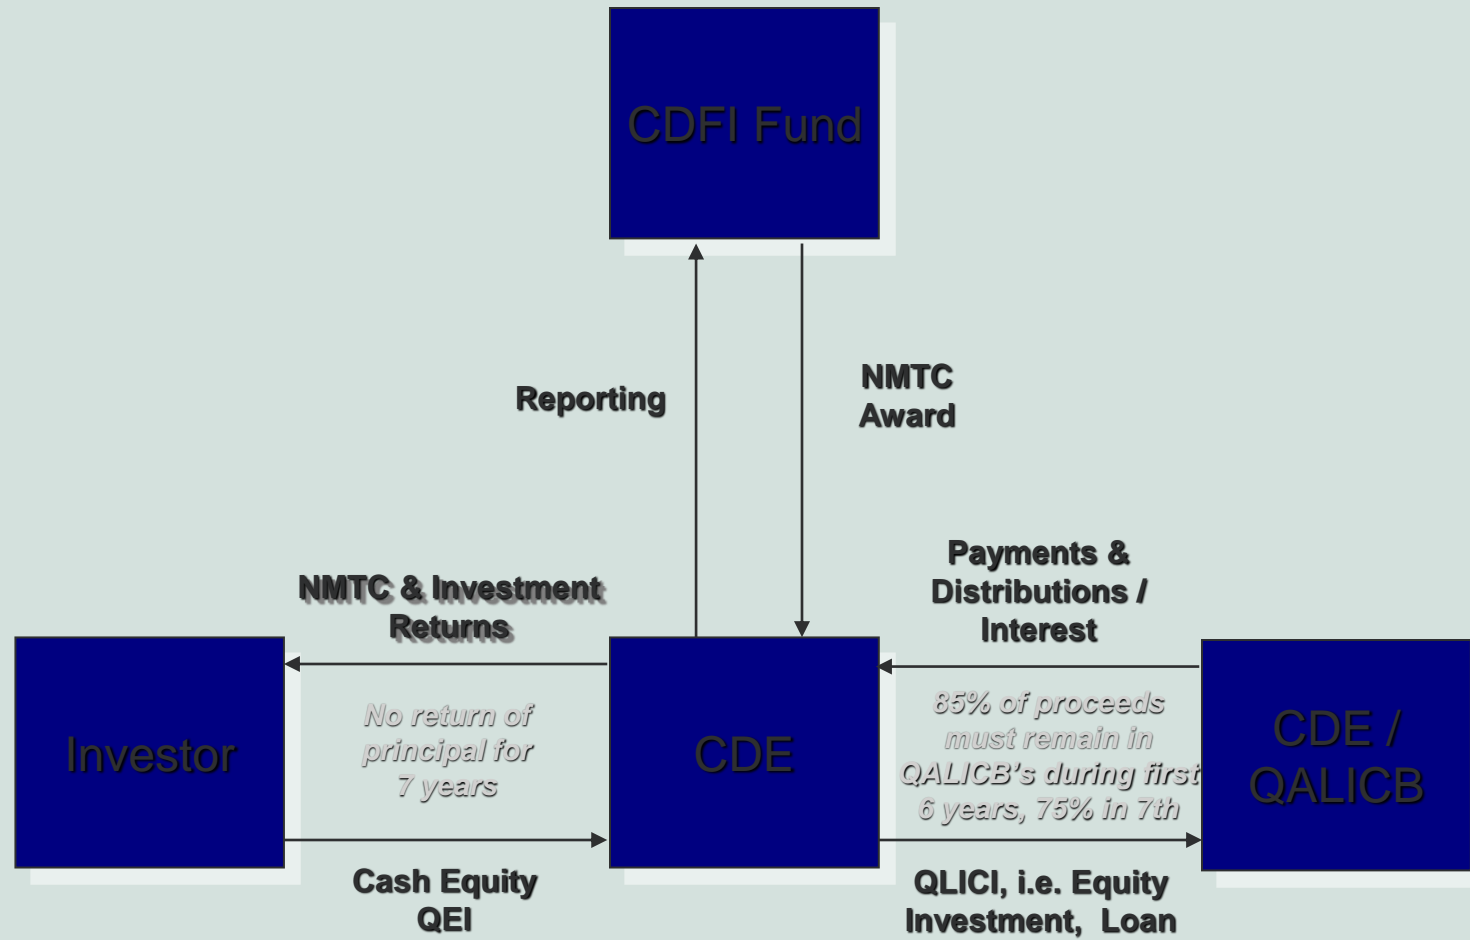 CDFI Fund
Reporting
NMTC
Award
NMTC & Investment
Returns
Payments &
Distributions /
Interest
Investor
No return of
principal for
7 years
CDE
85% of proceeds
must remain in
QALICB's during first
6 years, 75% in 7th
CDE /
QALICB
Cash Equity
QEI
QLICI, i.e. Equity
Investment, Loan